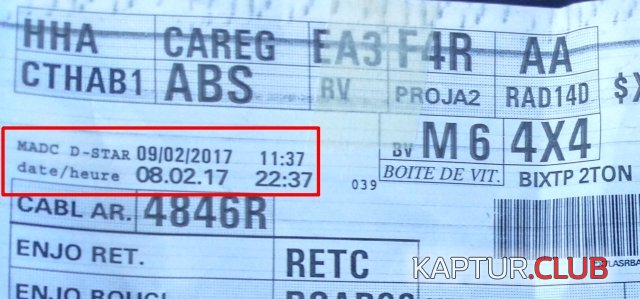 HHA CAREG EA3 F4R AA
CTHAB1 ABS RV PROJA2 RAD14D $
MADC D-STAR 09/02/2017 11:37
date/heure 08.02.17 22:37
BV M6 4X4
039 BOITE DE VIT. BIXTP 2TON
CABL AR. 4846R
ENJO RET. RETC
KAPTUR.CLUB